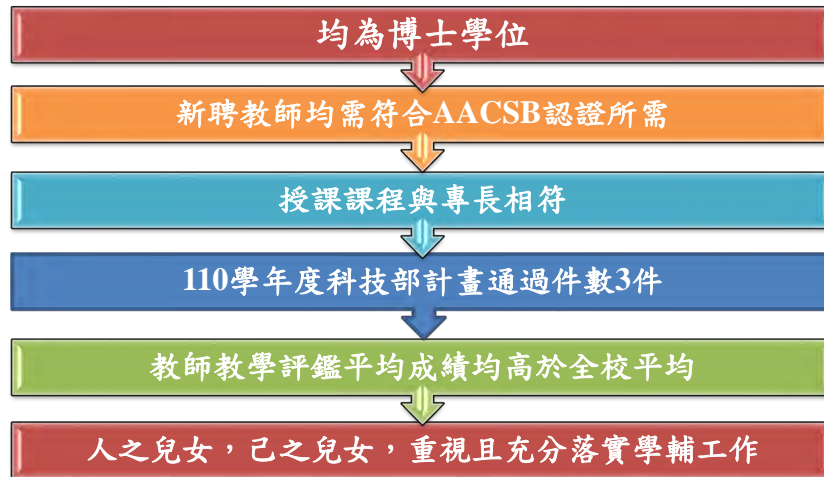 均為博士學位
新聘教師均需符合AACSB認證所需
授課課程與專長相符
110學年度科技部計畫通過件數3件
教師教學評鑑平均成績均高於全校平均
人之兒女，己之兒女，重視且充分落實學輔工作